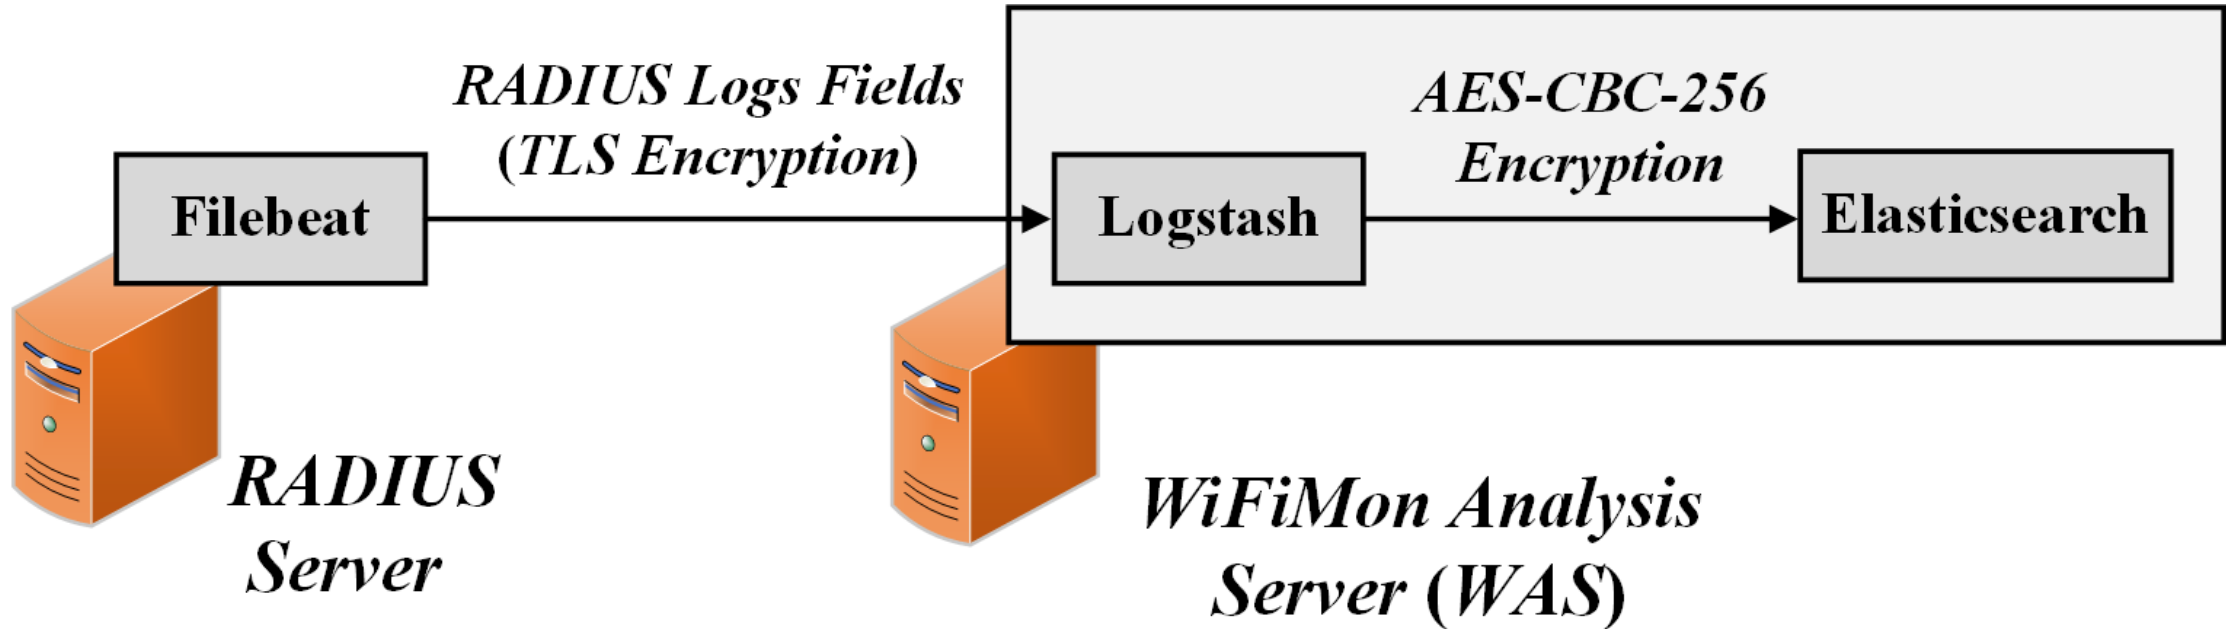 RADIUS Logs Fields
(TLS Encryption)
AES-CBC-256
Encryption
Filebeat
Logstash
Elasticsearch
RADIUS
Server
WiFiMon Analysis
Server (WAS)